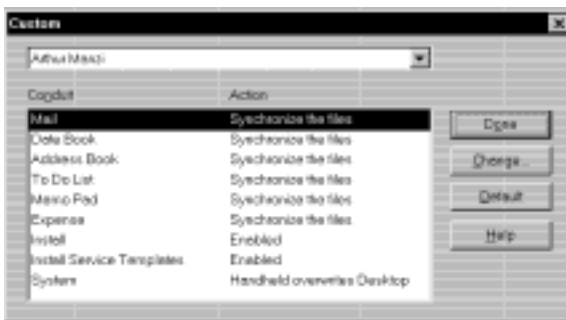 Custom
Conduit Action
Mail Synchronize the files
Date Book Synchronize the files
Address Book Synchronize the files
To Do List Synchronize the files
Memo Pad Synchronize the files
Expense Synchronize the files
Install Enabled
Install Service Templates Enabled
System Handheld overwrites Desktop
Done
Change...
Default
Help